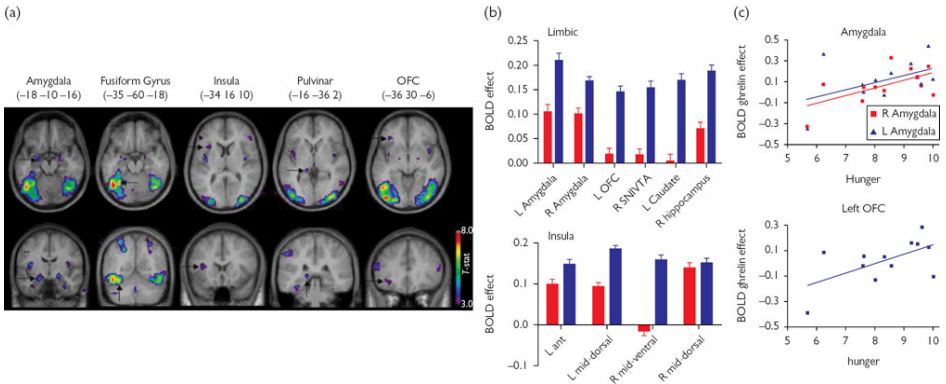 (a)
Amygdala
(−18 −10 −16)
Fusiform Gyrus
(−35 −60 −18)
Insula
(−34 16 10)
Pulvinar
(−16 −36 2)
OFC
(−36 30 −6)
8.0
T-stat
3.0
(b)
Limbic
BOLD effect
0.25
0.20
0.15
0.10
0.05
0.00
L Amygdala
R Amygdala
L OFC
R SN/VTA
L Caudate
R hippocampus
Insula
BOLD effect
0.2
0.1
0.0
−0.1
L ant
L mid-dorsal
R mid-ventral
R mid-dorsal
(c)
Amygdala
BOLD ghrelin effect
0.5
0.3
0.1
−0.1
−0.3
−0.5
R Amygdala
L Amygdala
5 6 7 8 9 10
Hunger
Left OFC
BOLD ghrelin effect
0.5
0.3
0.1
−0.1
−0.3
−0.5
5 6 7 8 9 10
hunger